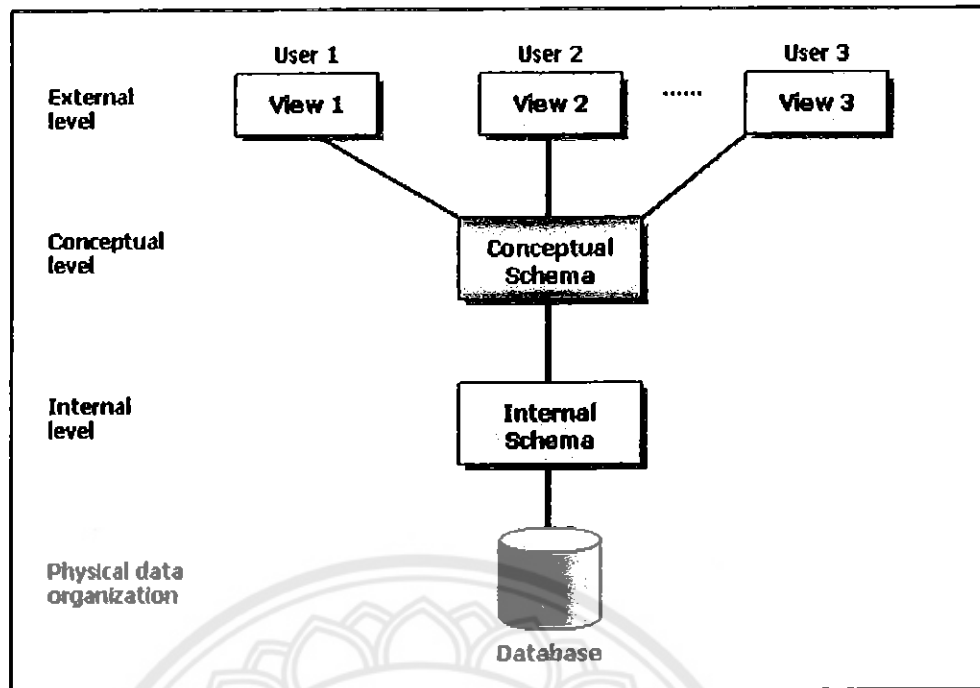 User 1
User 2
User 3
External
level
View 1
View 2
......
View 3
Conceptual
level
Conceptual
Schema
Internal
level
Internal
Schema
Physical data
organization
Database